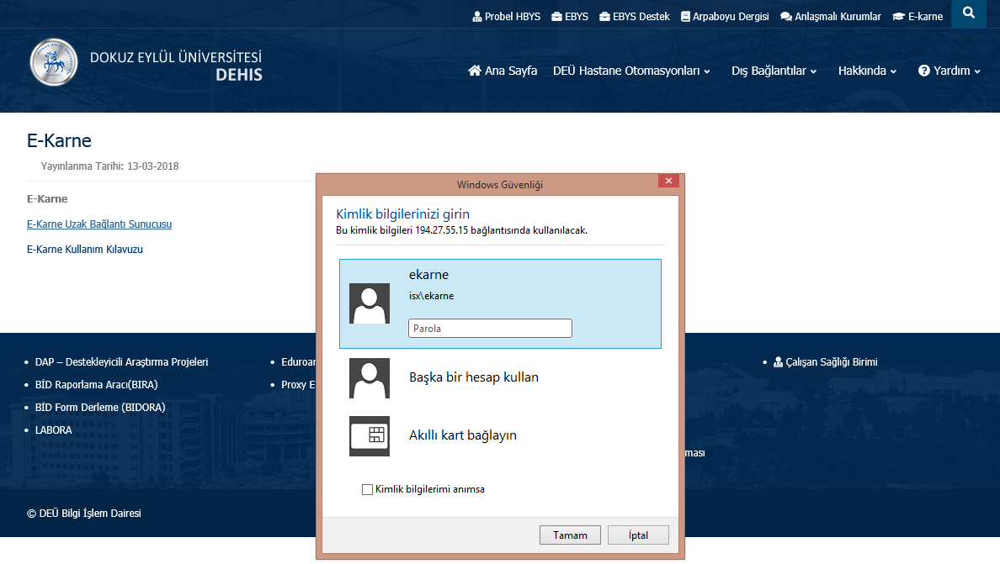 Probel HBYS EBYS EBYS Destek Arpaboyu Dergisi Anlaşmalı Kurumlar E-karne
DOKUZ EYLÜL ÜNİVERSİTESİ
DEHIS
Ana Sayfa DEÜ Hastane Otomasyonları Dış Bağlantılar Hakkında Yardım
E-Karne
Yayınlanma Tarihi: 13-03-2018
E-Karne
E-Karne Uzak Bağlantı Sunucusu
E-Karne Kullanım Kılavuzu
Windows Güvenliği
Kimlik bilgilerinizi girin
Bu kimlik bilgileri 194.27.55.15 bağlantısında kullanılacak.
ekarne
isx\ekarne
Parola
Başka bir hesap kullan
Akıllı kart bağlayın
Kimlik bilgilerimi anımsa
Tamam İptal
DAP – Destekleyicili Araştırma Projeleri
BİD Raporlama Aracı(BIRA)
BİD Form Derleme (BIDORA)
LABORA
Eduroar
Proxy E
Çalışan Sağlığı Birimi
ması
© DEÜ Bilgi İşlem Dairesi